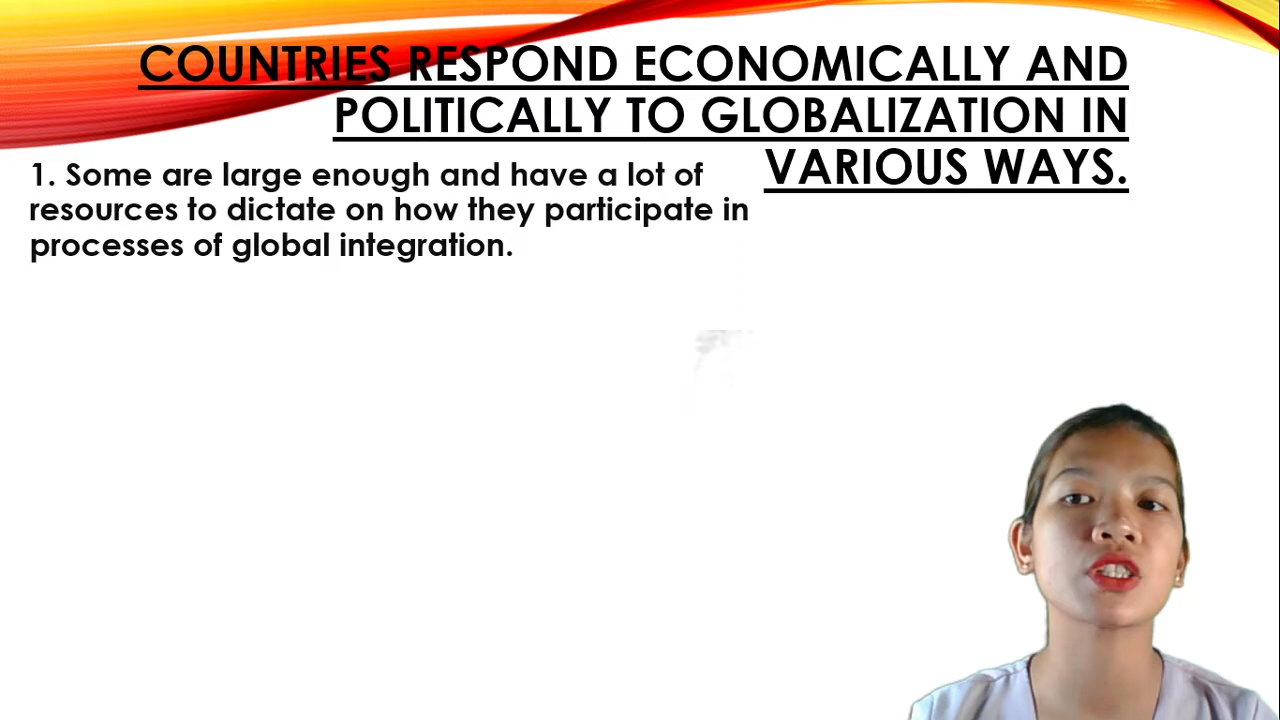 COUNTRIES RESPOND ECONOMICALLY AND
POLITICALLY TO GLOBALIZATION IN
VARIOUS WAYS.
1. Some are large enough and have a lot of
resources to dictate on how they participate in
processes of global integration.